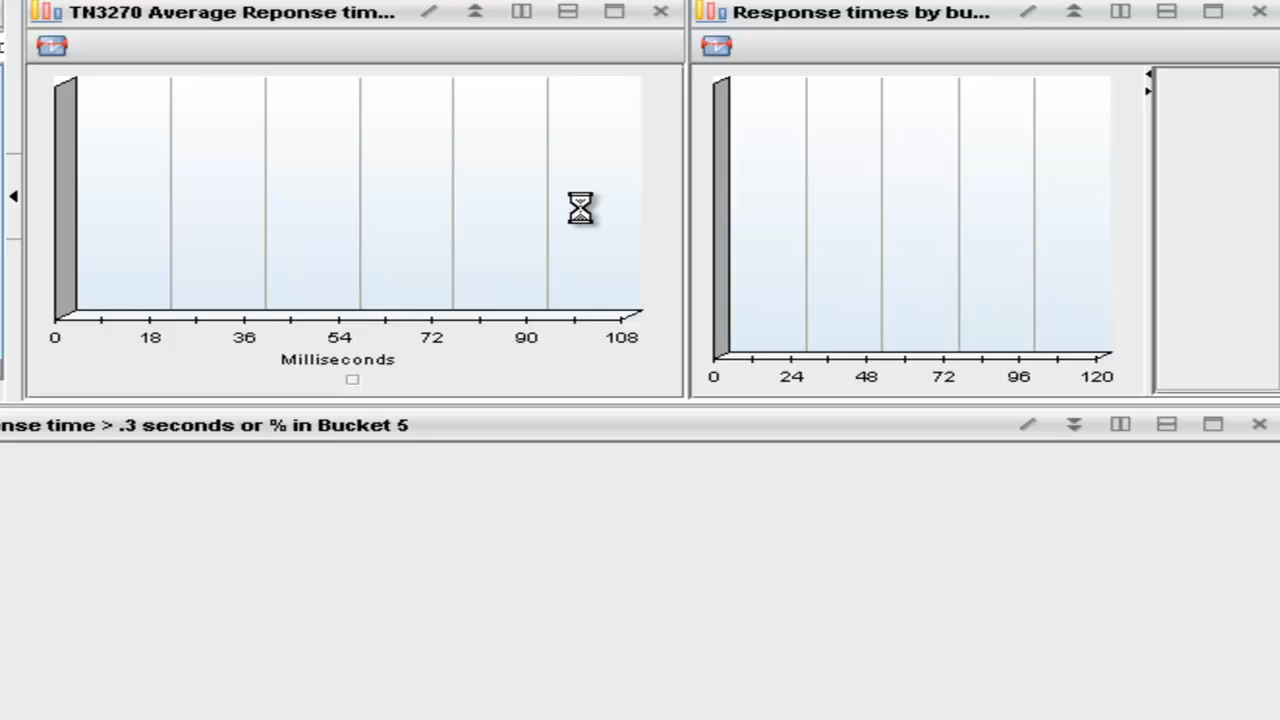 TN3270 Average Reponse tim...
Response times by bu...
0 18 36 54 72 90 108
Milliseconds
0 24 48 72 96 120
nse time > .3 seconds or % in Bucket 5